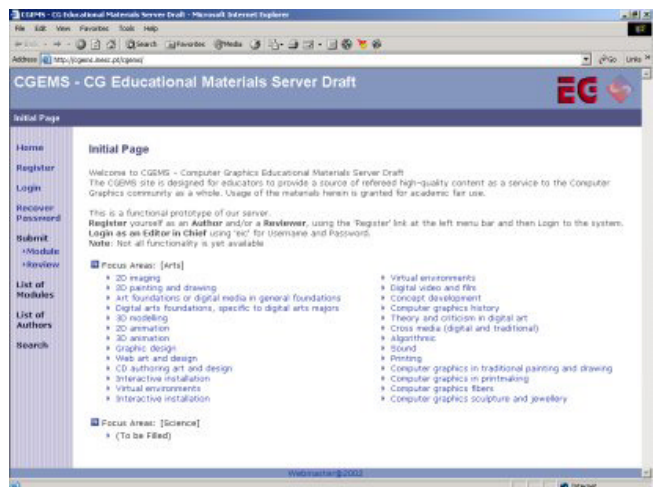 CGEMS - CG Educational Materials Server Draft - Microsoft Internet Explorer
File Edit View Favorites Tools Help
Search Favorites Media
Address http://cgems.inesc.pt/cgems/ Go Links
CGEMS - CG Educational Materials Server Draft
EG
Initial Page
Home
Register
Login
Recover
Password
Submit
Module
Review
List of
Modules
List of
Authors
Search
Initial Page
Welcome to CGEMS - Computer Graphics Educational Materials Server Draft
The CGEMS site is designed for educators to provide a source of refereed high-quality content as a service to the Computer
Graphics community as a whole. Usage of the materials herein is granted for academic fair use.
This is a functional prototype of our server.
Register yourself as an Author and/or a Reviewer, using the 'Register' link at the left menu bar and then Login to the system.
Login as an Editor in Chief using 'eic' for Username and Password.
Note: Not all functionality is yet available
Focus Areas: [Arts]
2D imaging
2D painting and drawing
Art foundations or digital media in general foundations
Digital arts foundations, specific to digital arts majors
3D modelling
2D animation
3D animation
Graphic design
Web art and design
CD authoring art and design
Interactive installation
Virtual environments
Interactive installation
Virtual environments
Digital video and film
Concept development
Computer graphics history
Theory and criticism in digital art
Cross media (digital and traditional)
Algorithmic
Sound
Printing
Computer graphics in traditional painting and drawing
Computer graphics in printmaking
Computer graphics fibers
Computer graphics sculpture and jewellery
Focus Areas: [Science]
(To be Filled)
Webmaster@2003
Internet